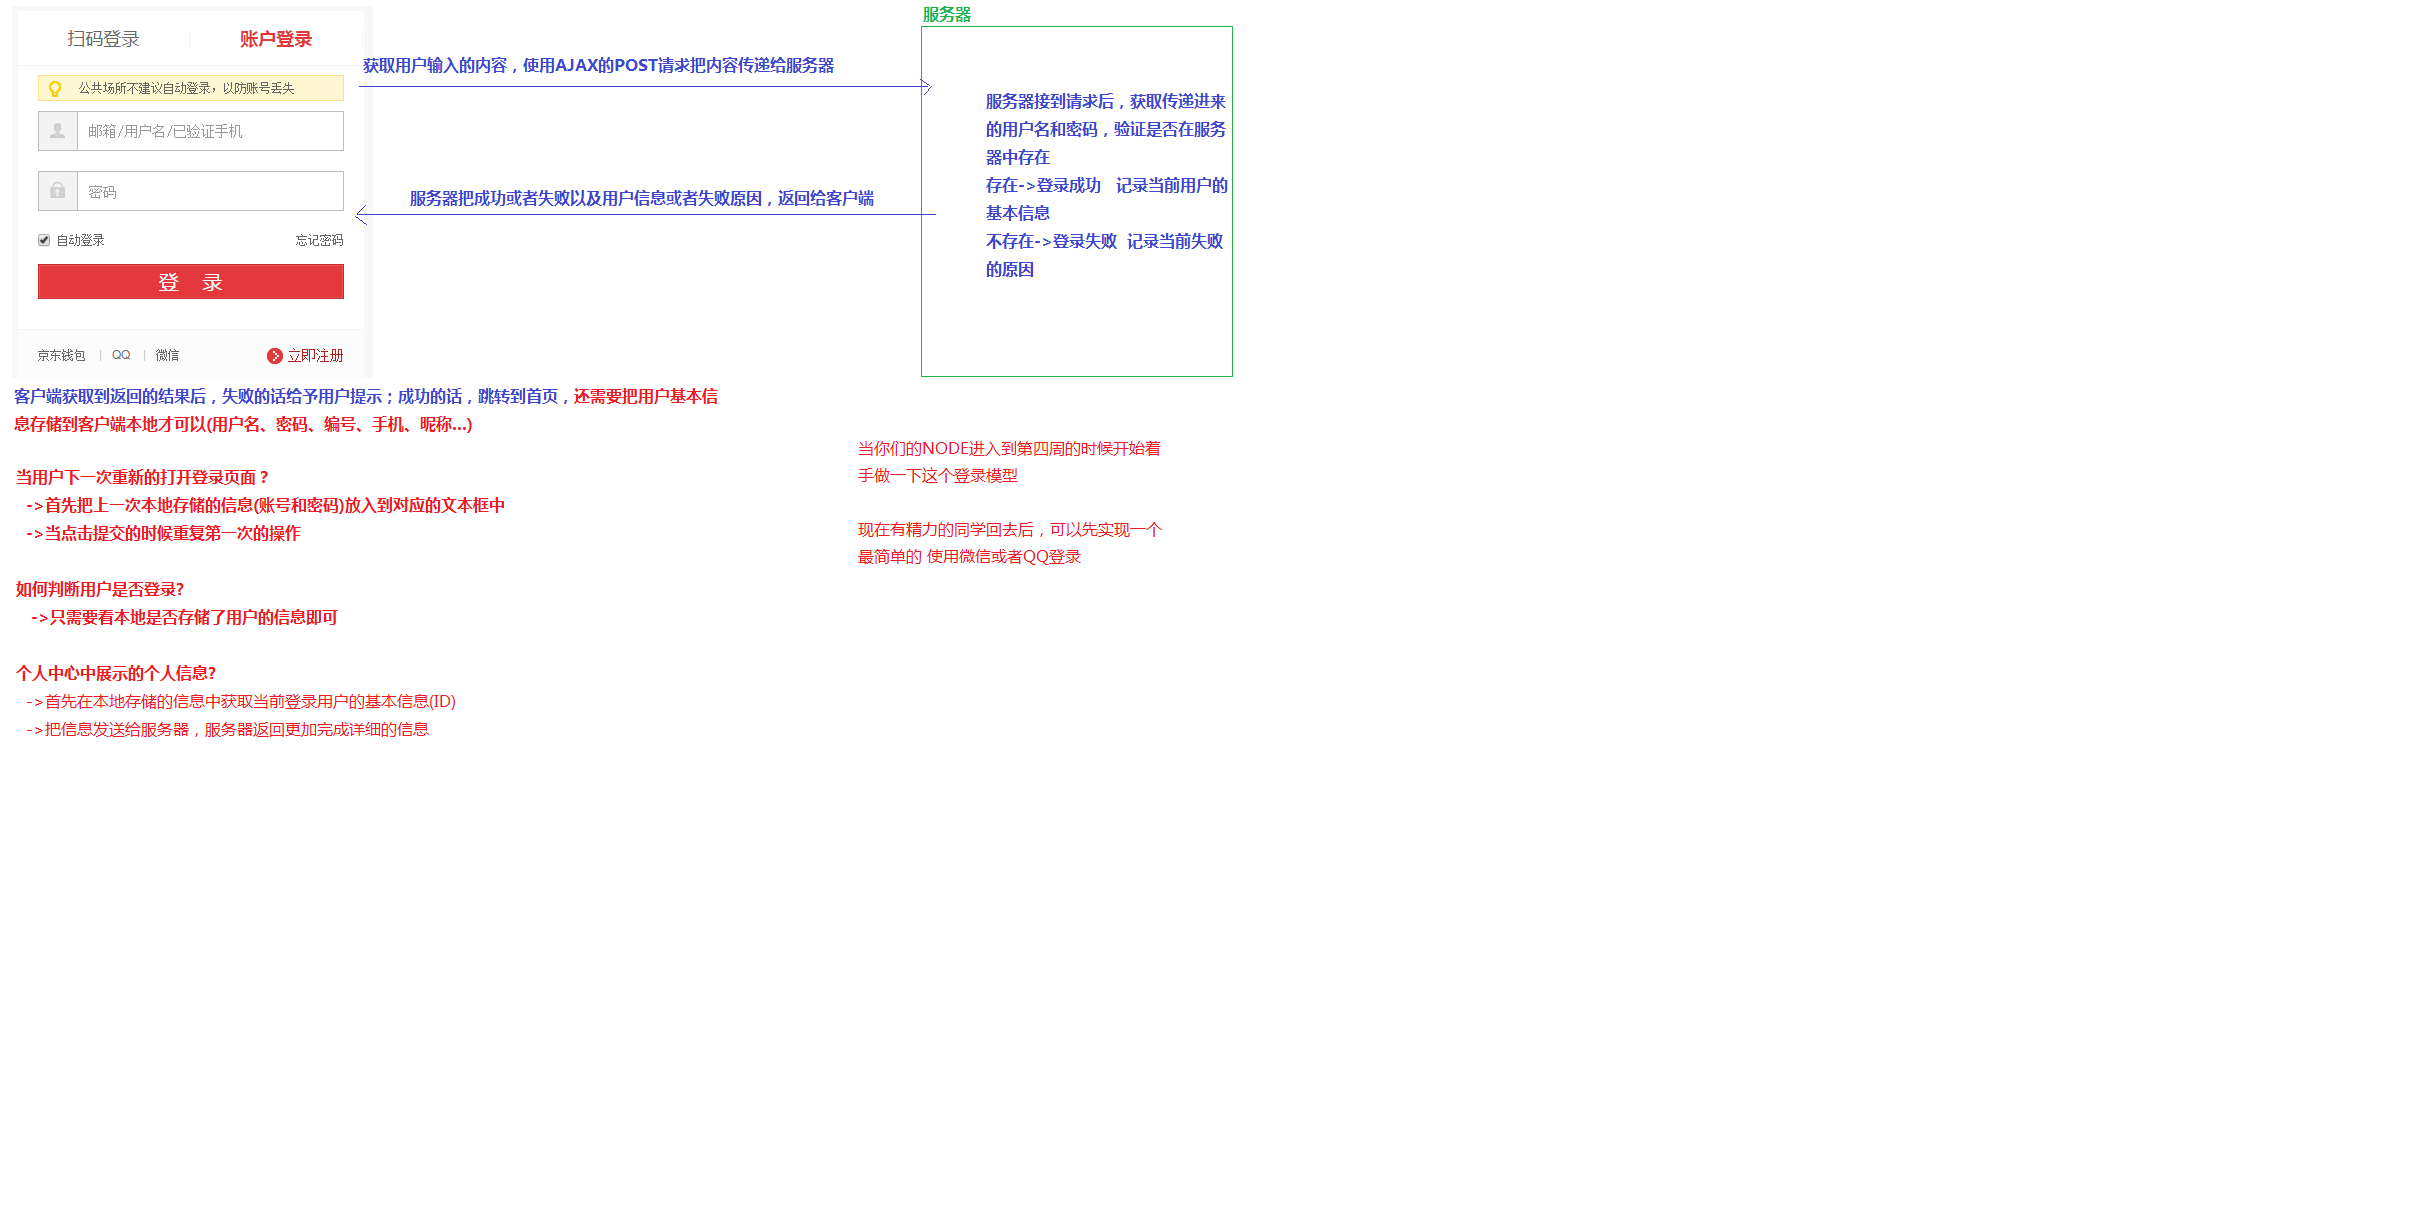 扫码登录
账户登录
公共场所不建议自动登录，以防账号丢失
邮箱/用户名/已验证手机
密码
自动登录
忘记密码
登 录
京东钱包 | QQ | 微信
立即注册
获取用户输入的内容，使用AJAX的POST请求把内容传递给服务器
服务器把成功或者失败以及用户信息或者失败原因，返回给客户端
服务器
服务器接到请求后，获取传递进来
的用户名和密码，验证是否在服务
器中存在
存在->登录成功 记录当前用户的
基本信息
不存在->登录失败 记录当前失败
的原因
客户端获取到返回的结果后，失败的话给予用户提示；成功的话，跳转到首页，还需要把用户基本信
息存储到客户端本地才可以(用户名、密码、编号、手机、昵称...)
当用户下一次重新的打开登录页面？
->首先把上一次本地存储的信息(账号和密码)放入到对应的文本框中
->当点击提交的时候重复第一次的操作
如何判断用户是否登录?
->只需要看本地是否存储了用户的信息即可
个人中心中展示的个人信息?
->首先在本地存储的信息中获取当前登录用户的基本信息(ID)
->把信息发送给服务器，服务器返回更加完成详细的信息
当你们的NODE进入到第四周的时候开始着
手做一下这个登录模型
现在有精力的同学回去后，可以先实现一个
最简单的 使用微信或者QQ登录